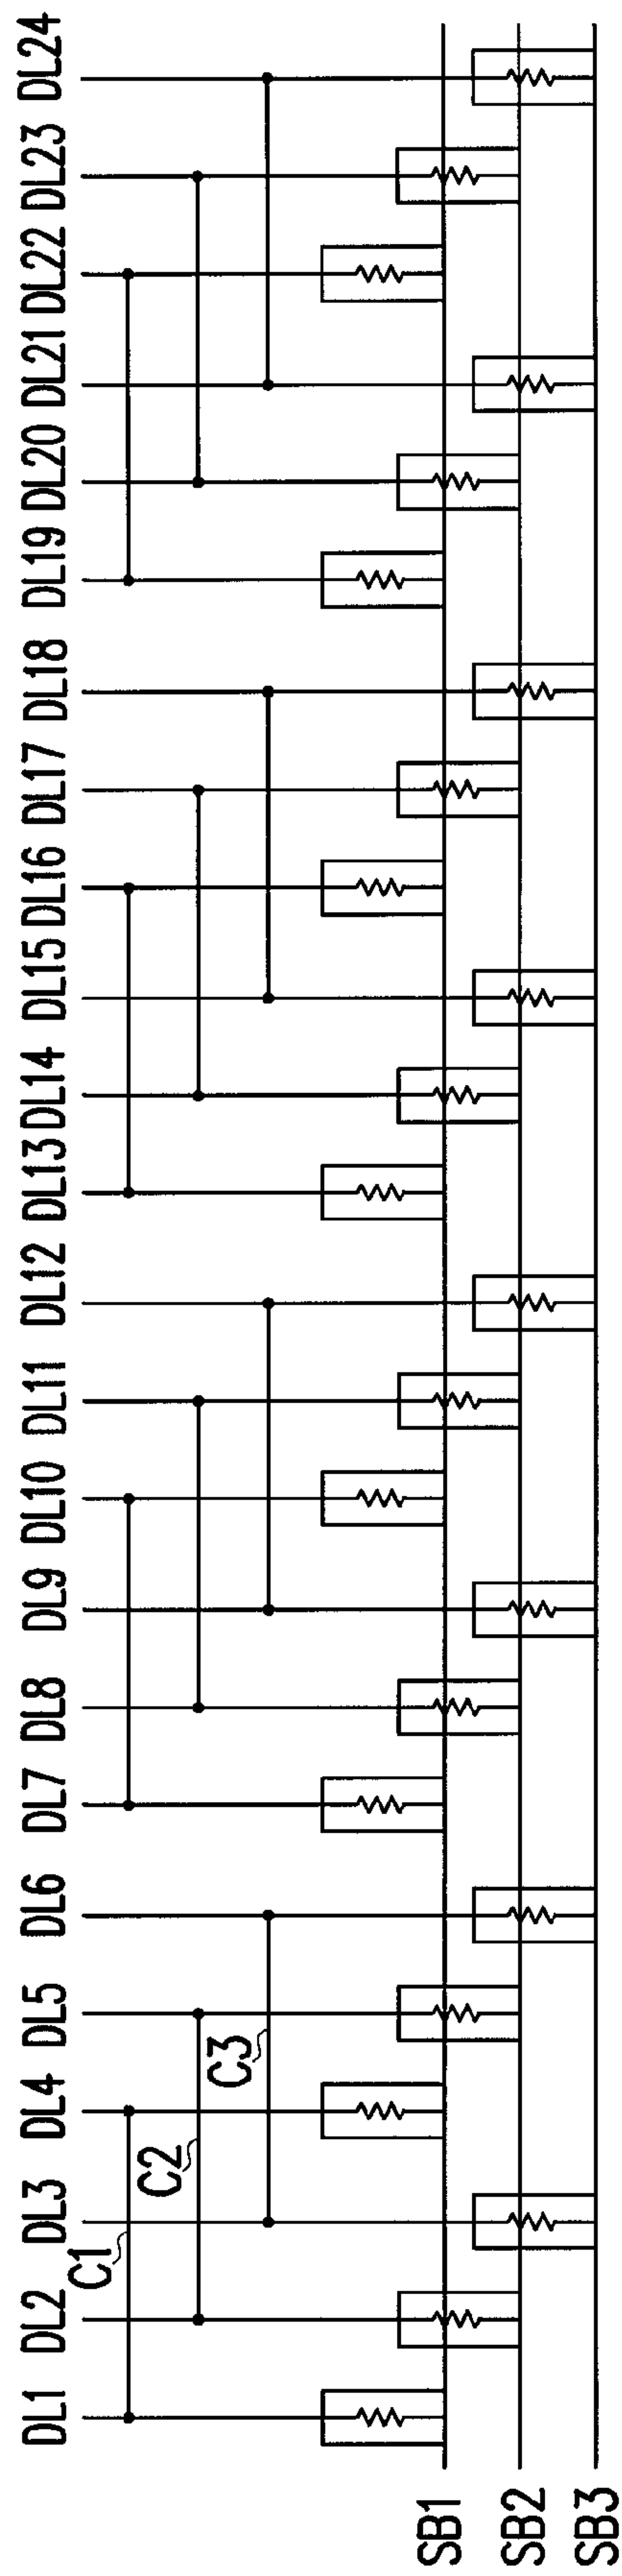 DL1
DL2
DL3
DL4
DL5
DL6
DL7
DL8
DL9
DL10
DL11
DL12
DL13
DL14
DL15
DL16
DL17
DL18
DL19
DL20
DL21
DL22
DL23
DL24
C1
C2
C3
SB1
SB2
SB3